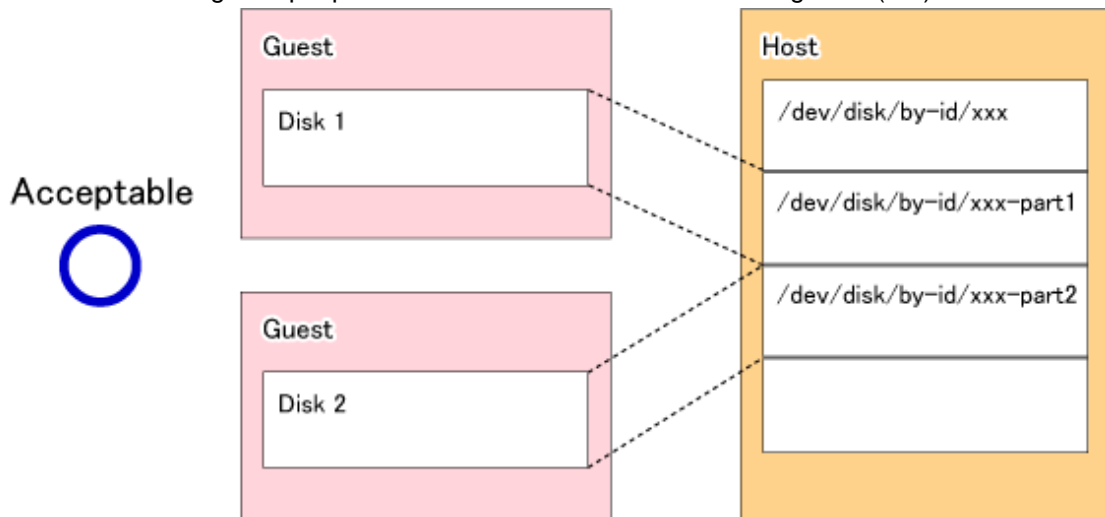 Acceptable
Guest
Disk 1
Guest
Disk 2
Host
/dev/disk/by-id/xxx
/dev/disk/by-id/xxx-part1
/dev/disk/by-id/xxx-part2